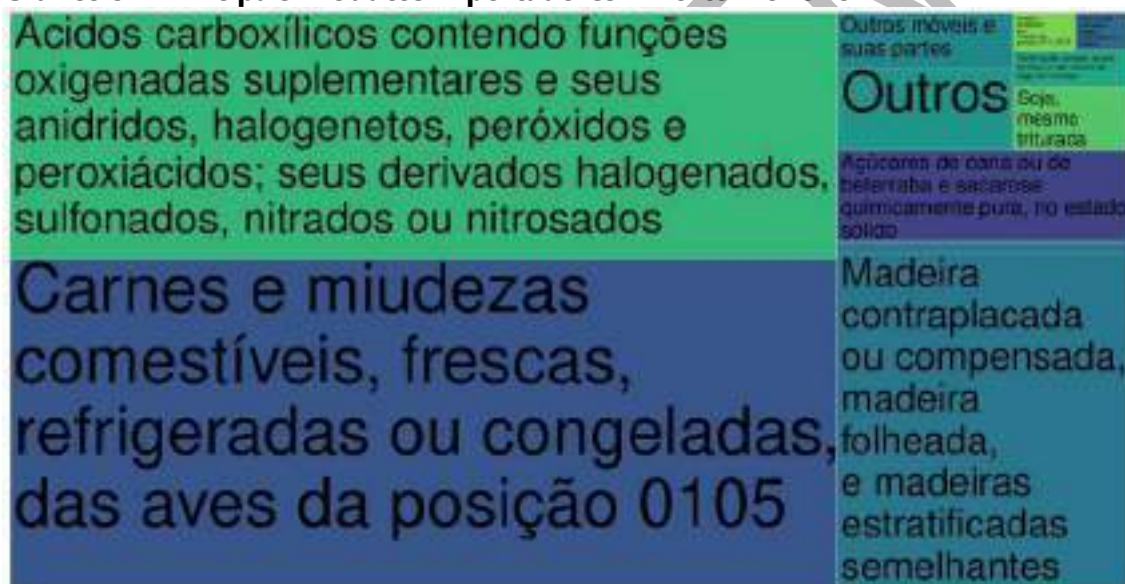 Ácidos carboxílicos contendo funções
oxigenadas suplementares e seus
anidridos, halogenetos, peróxidos e
peroxiácidos; seus derivados halogenados,
sulfonados, nitrados ou nitrosados
Carnes e miudezas
comestíveis, frescas,
refrigeradas ou congeladas,
das aves da posição 0105
Outros móveis e
suas partes
Outros
Soja,
mesmo
triturada
Açúcares de cana ou de
beterraba e sacarose
quimicamente pura, no estado
sólido
Madeira
contraplacada
ou compensada,
madeira
folheada,
e madeiras
estratificadas
semelhantes